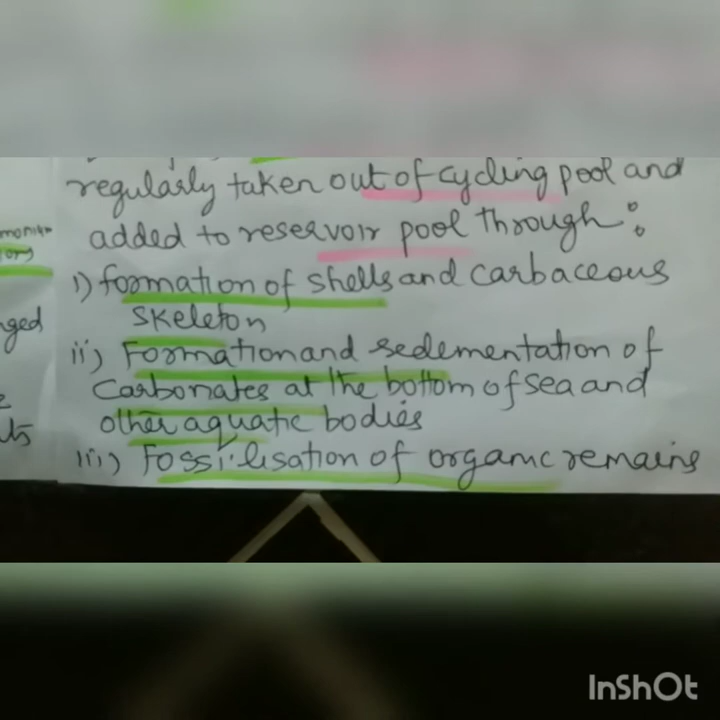 regularly taken out of cycling pool and
added to reservoir pool through :
i) formation of shells and carbaceous
skeleton
ii) Formation and sedementation of
Carbonates at the bottom of sea and
other aquatic bodies
iii) Fossilisation of organic remains
nged
InShOt